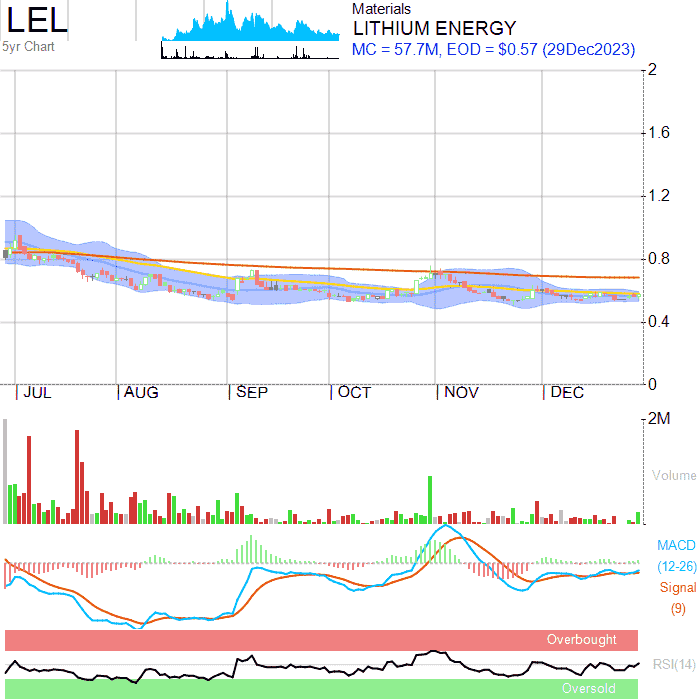 LEL
5yr Chart
Materials
LITHIUM ENERGY
MC = 57.7M, EOD = $0.57 (29Dec2023)
2
1.6
1.2
0.8
0.4
0
JUL AUG SEP OCT NOV DEC
2M
Volume
MACD
(12-26)
Signal
(9)
Overbought
RSI(14)
Oversold